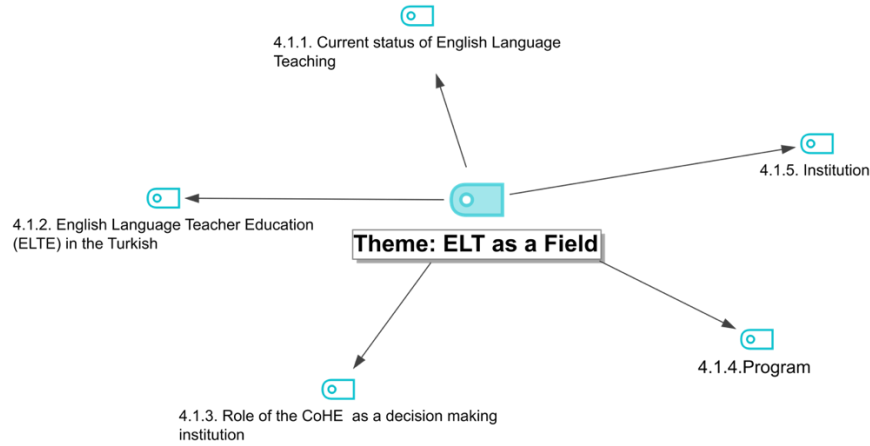 4.1.1. Current status of English Language
Teaching
4.1.5. Institution
4.1.2. English Language Teacher Education
(ELTE) in the Turkish
Theme: ELT as a Field
4.1.4.Program
4.1.3. Role of the CoHE as a decision making
institution